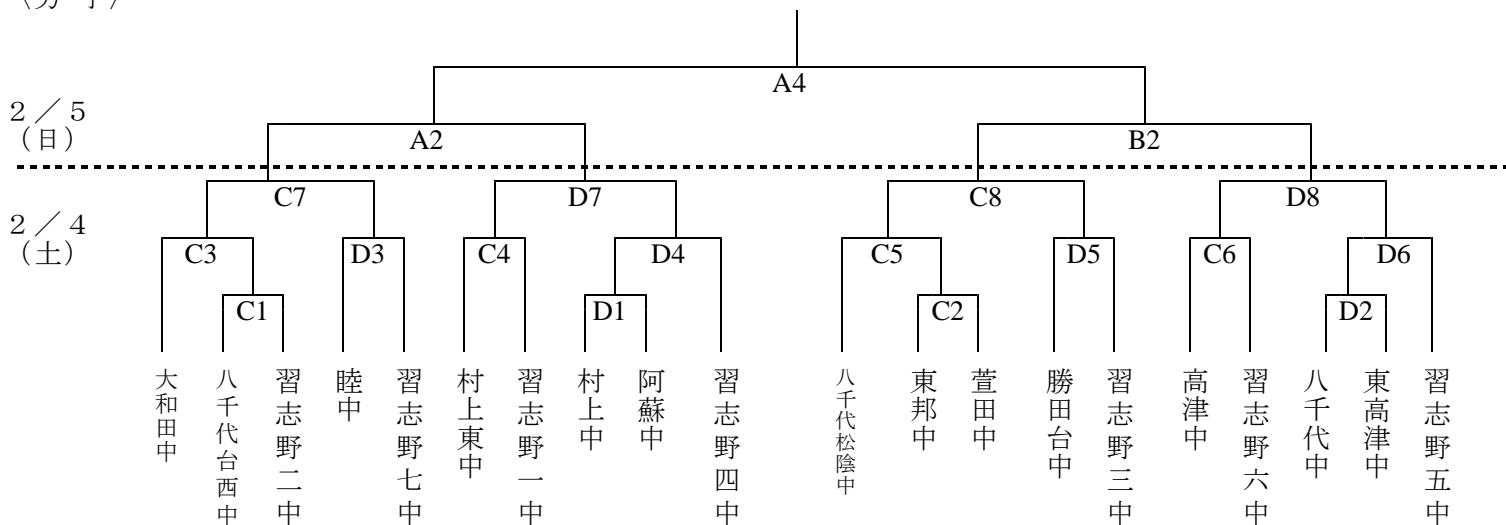 A4
2／5
（日）
A2
B2
C7
D7
C8
D8
2／4
（土）
C3
D3
C4
D4
C5
D5
C6
D6
C1
D1
C2
D2
大和田中
八千代台西中
習志野二中
睦中
習志野七中
村上東中
習志野一中
村上中
阿蘇中
習志野四中
八千代松陰中
東邦中
萱田中
勝田台中
習志野三中
高津中
習志野六中
八千代中
東高津中
習志野五中